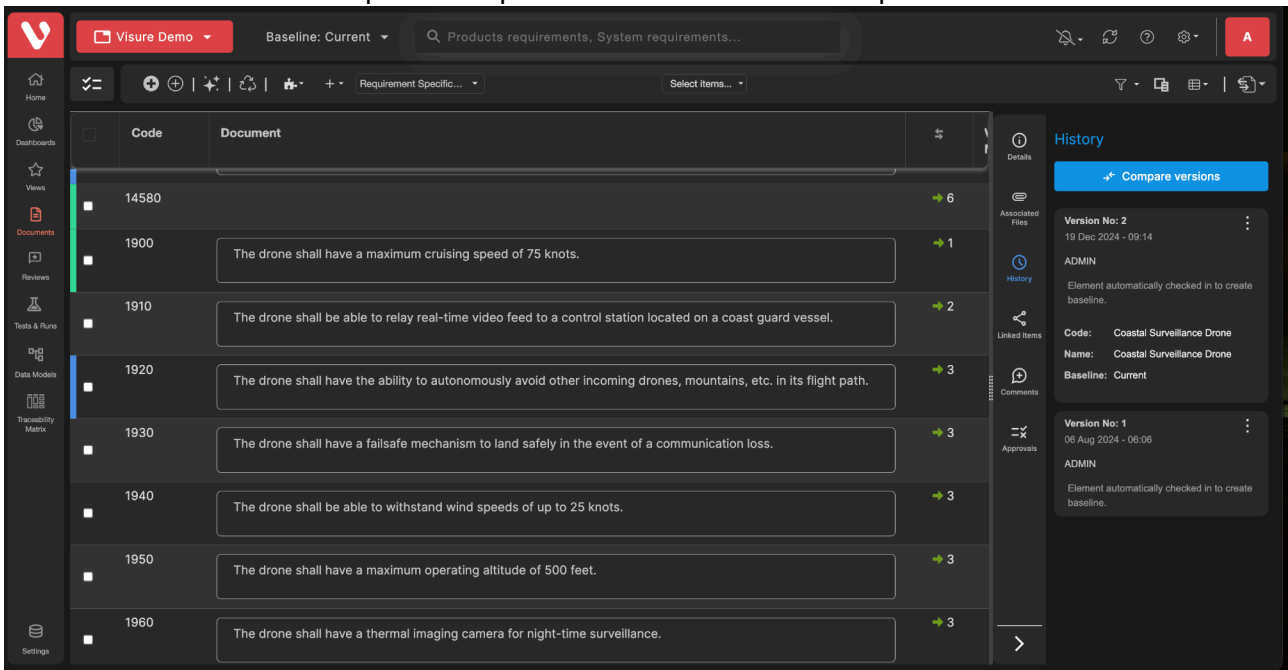 Visure Demo
Baseline: Current
Products requirements, System requirements...
A
Home
Dashboards
Views
Documents
Reviews
Tests & Runs
Data Models
Traceability
Matrix
Settings
Requirement Specific...
Select items...
Code
Document
14580
6
1900
The drone shall have a maximum cruising speed of 75 knots.
1
1910
The drone shall be able to relay real-time video feed to a control station located on a coast guard vessel.
2
1920
The drone shall have the ability to autonomously avoid other incoming drones, mountains, etc. in its flight path.
3
1930
The drone shall have a failsafe mechanism to land safely in the event of a communication loss.
3
1940
The drone shall be able to withstand wind speeds of up to 25 knots.
3
1950
The drone shall have a maximum operating altitude of 500 feet.
3
1960
The drone shall have a thermal imaging camera for night-time surveillance.
3
Details
Associated
Files
History
Linked Items
Comments
Approvals
History
Compare versions
Version No: 2
19 Dec 2024 - 09:14
ADMIN
Element automatically checked in to create
baseline.
Code: Coastal Surveillance Drone
Name: Coastal Surveillance Drone
Baseline: Current
Version No: 1
06 Aug 2024 - 06:06
ADMIN
Element automatically checked in to create
baseline.